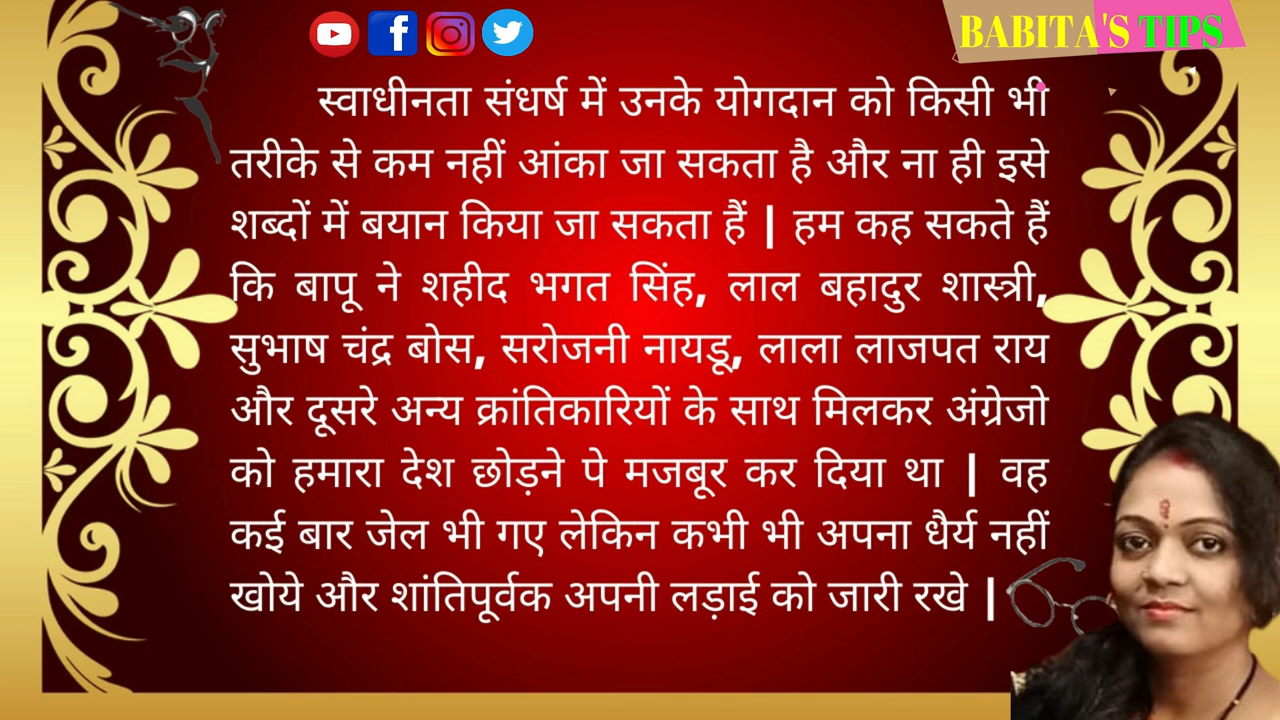 BABITA'S TIPS
स्वाधीनता संधर्ष में उनके योगदान को किसी भी
तरीके से कम नहीं आंका जा सकता है और ना ही इसे
शब्दों में बयान किया जा सकता हैं | हम कह सकते हैं
कि बापू ने शहीद भगत सिंह, लाल बहादुर शास्त्री,
सुभाष चंद्र बोस, सरोजनी नायडू, लाला लाजपत राय
और दूसरे अन्य क्रांतिकारियों के साथ मिलकर अंग्रेजो
को हमारा देश छोड़ने पे मजबूर कर दिया था | वह
कई बार जेल भी गए लेकिन कभी भी अपना धैर्य नहीं
खोये और शांतिपूर्वक अपनी लड़ाई को जारी रखे |